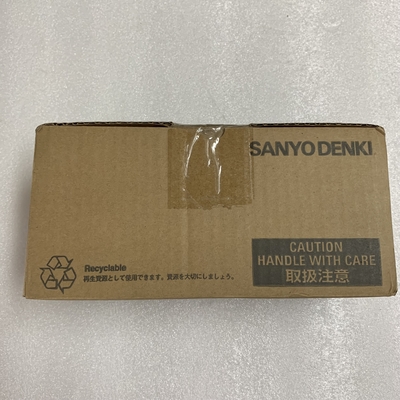 SANYO DENKI
CAUTION
HANDLE WITH CARE
取扱注意
Recyclable
再生資源として使用できます。資源を大切にしましょう。